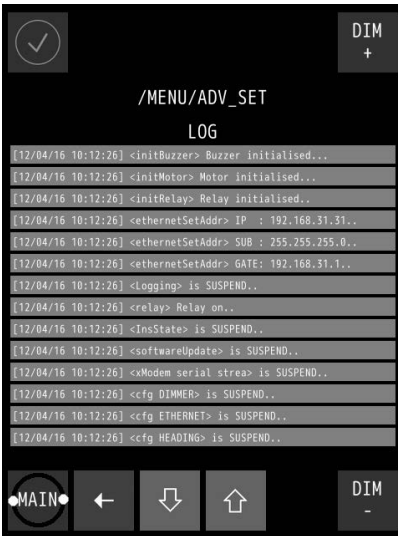 DIM
+
/MENU/ADV_SET
LOG
[12/04/16 10:12:26] <initBuzzer> Buzzer initialised...
[12/04/16 10:12:26] <initMotor> Motor initialised...
[12/04/16 10:12:26] <initRelay> Relay initialised..
[12/04/16 10:12:26] <ethernetSetAddr> IP  : 192.168.31.31..
[12/04/16 10:12:26] <ethernetSetAddr> SUB : 255.255.255.0..
[12/04/16 10:12:26] <ethernetSetAddr> GATE: 192.168.31.1..
[12/04/16 10:12:26] <Logging> is SUSPEND..
[12/04/16 10:12:26] <relay> Relay on..
[12/04/16 10:12:26] <InsState> is SUSPEND..
[12/04/16 10:12:26] <softwareUpdate> is SUSPEND..
[12/04/16 10:12:26] <xModem serial strea> is SUSPEND..
[12/04/16 10:12:26] <cfg DIMMER> is SUSPEND..
[12/04/16 10:12:26] <cfg ETHERNET> is SUSPEND..
[12/04/16 10:12:26] <cfg HEADING> is SUSPEND..
MAIN
DIM
-